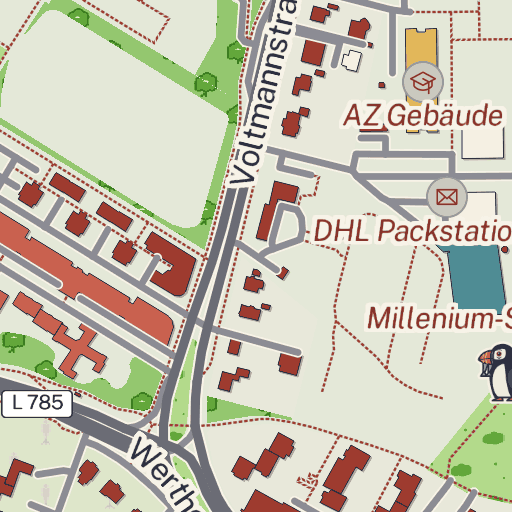 Voltmannstra
AZ Gebäude
DHL Packstatio
Millenium-S
L 785
Werth